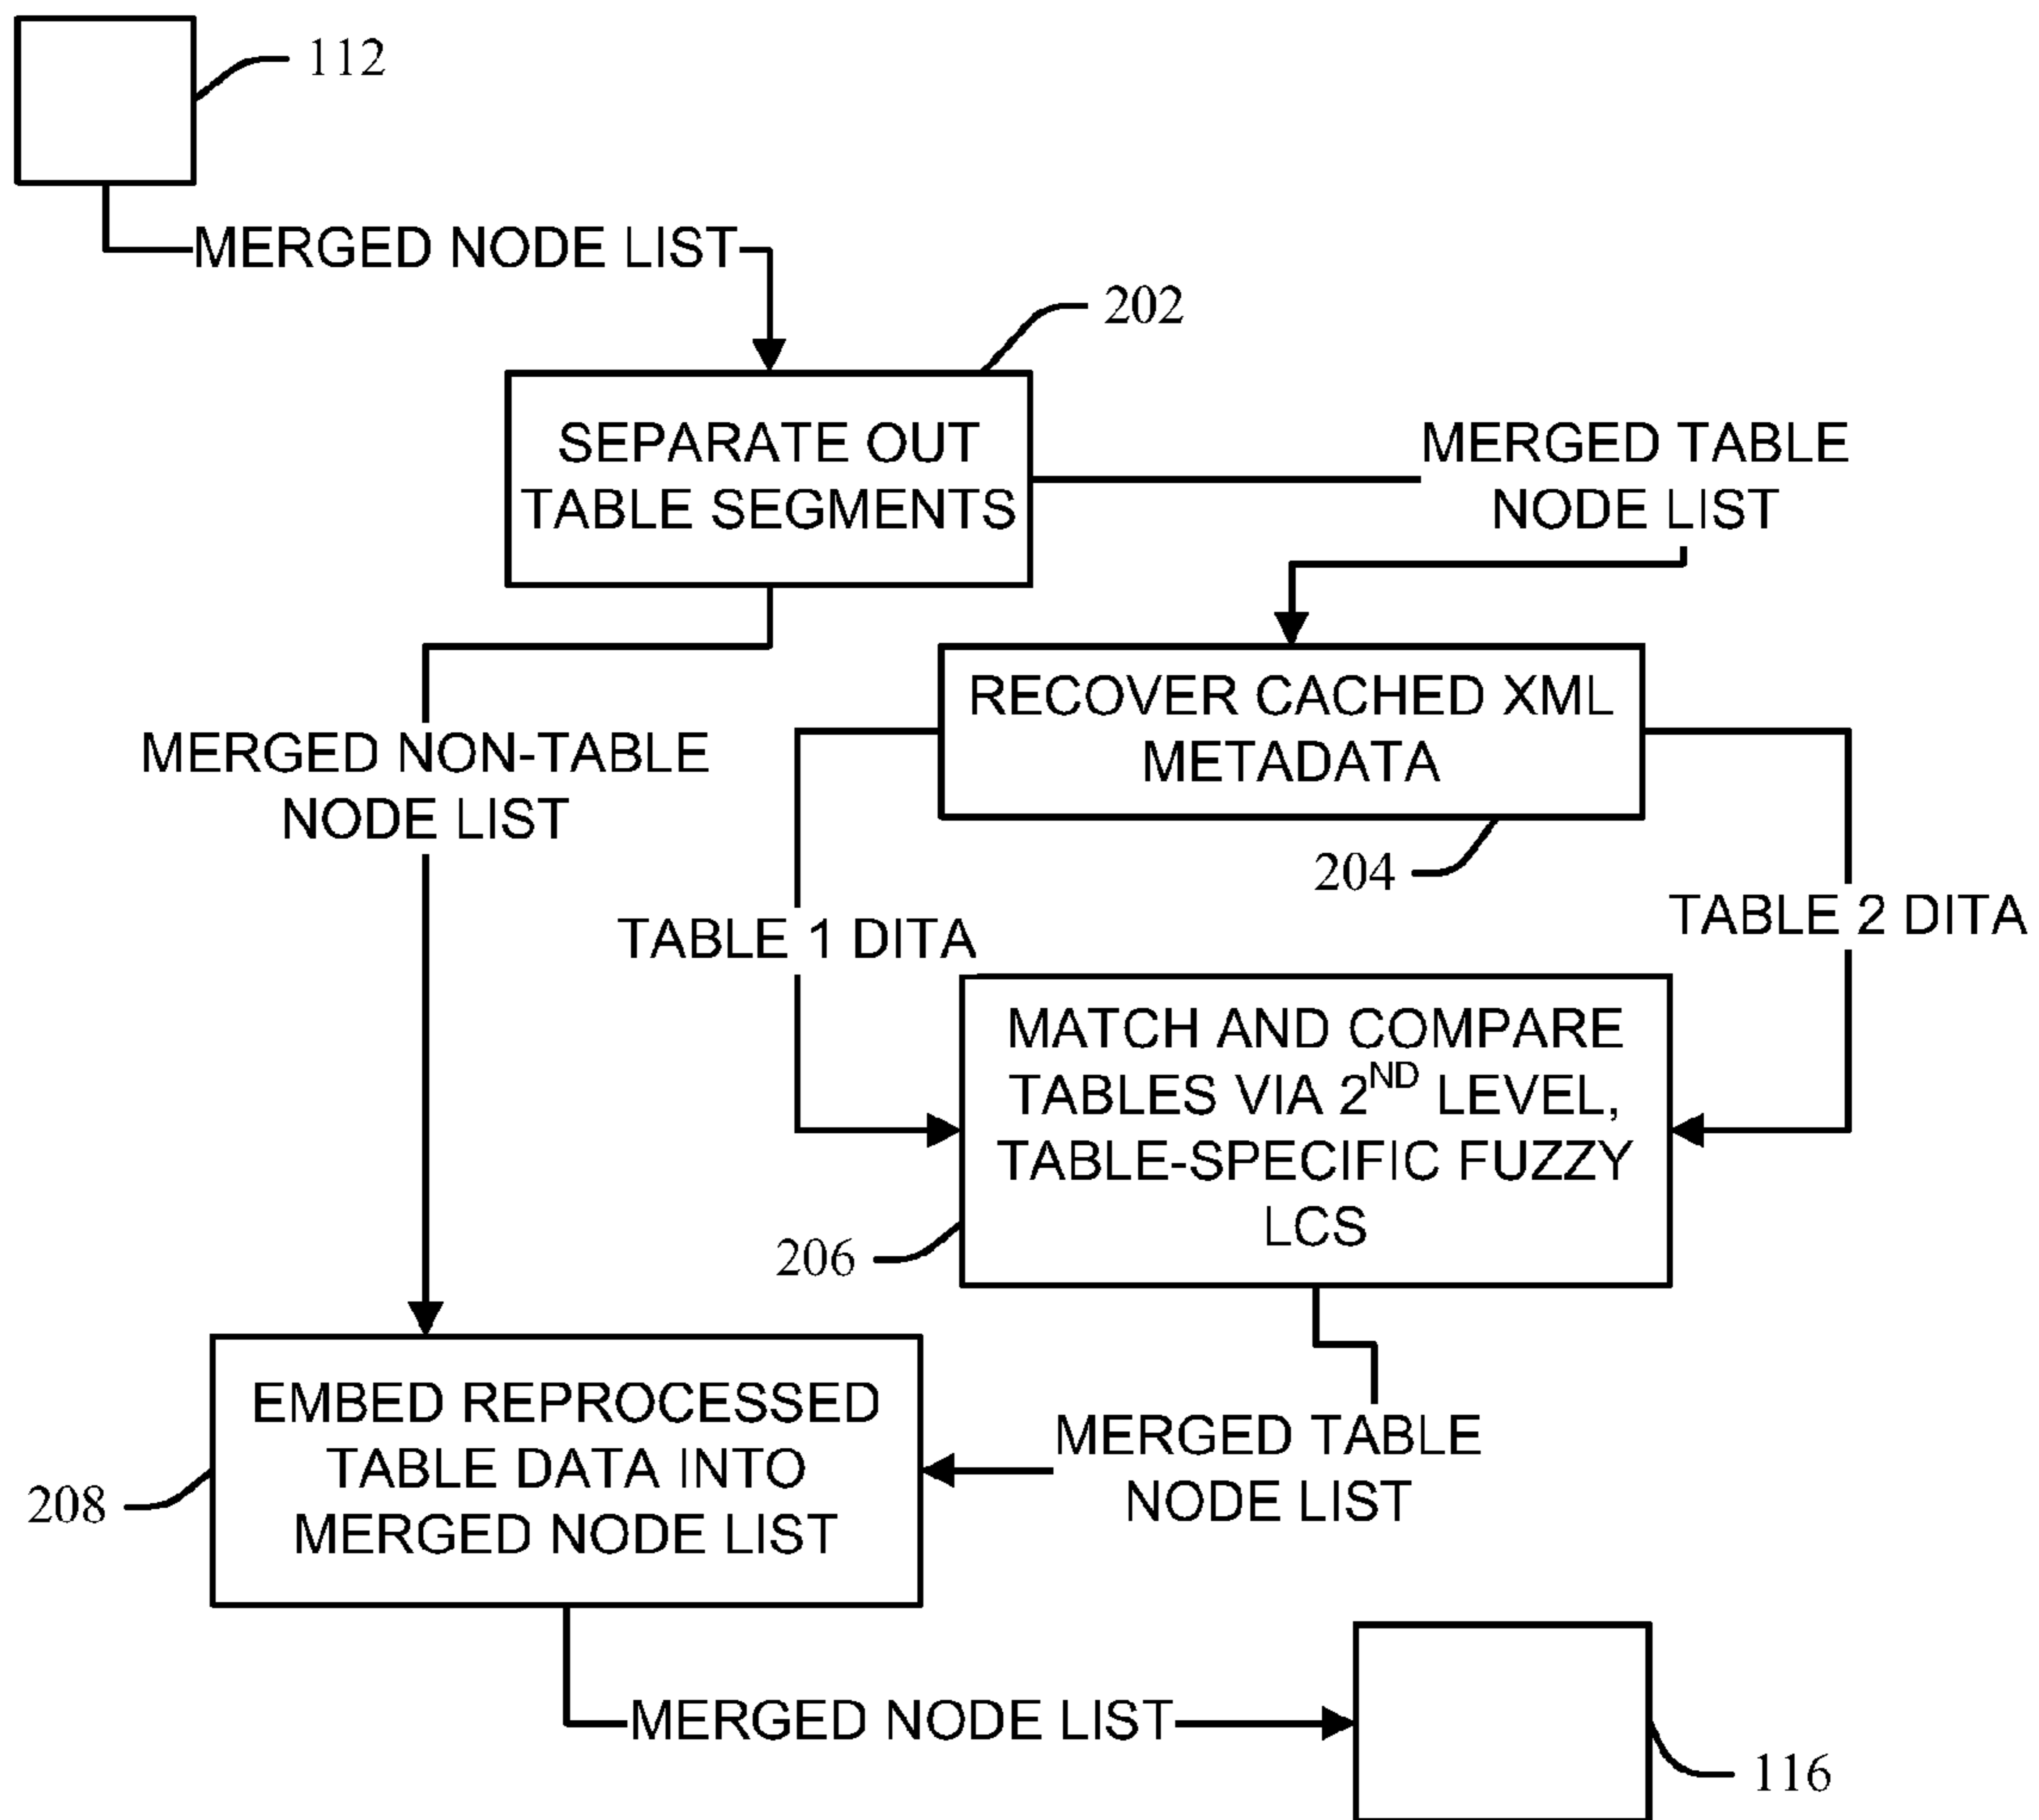 112
MERGED NODE LIST
202
SEPARATE OUT
TABLE SEGMENTS
MERGED TABLE
NODE LIST
RECOVER CACHED XML
METADATA
204
MERGED NON-TABLE
NODE LIST
TABLE 1 DITA
TABLE 2 DITA
MATCH AND COMPARE
TABLES VIA 2ND LEVEL,
TABLE-SPECIFIC FUZZY
LCS
206
EMBED REPROCESSED
TABLE DATA INTO
MERGED NODE LIST
208
MERGED TABLE
NODE LIST
MERGED NODE LIST
116